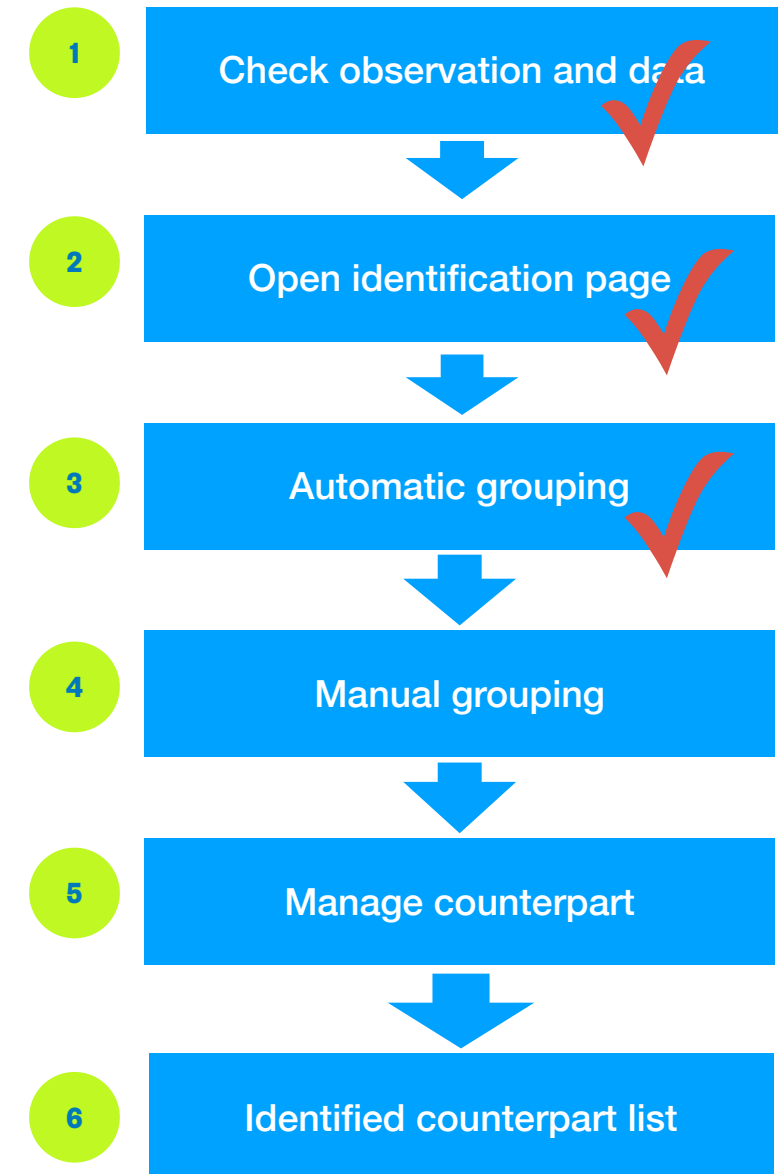 1
Check observation and data
2
Open identification page
3
Automatic grouping
4
Manual grouping
5
Manage counterpart
6
Identified counterpart list